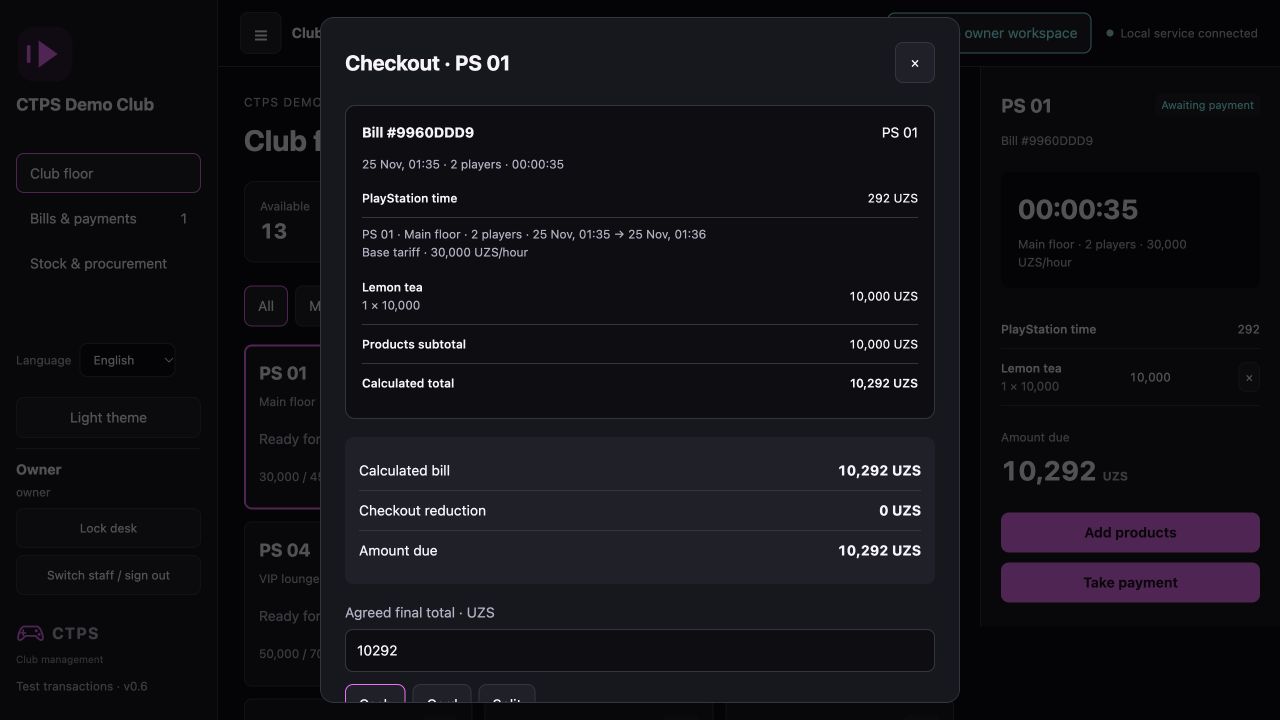 CTPS Demo Club
Club floor
Bills & payments 1
Stock & procurement
Language English
Light theme
Owner
owner
Lock desk
Switch staff / sign out
CTPS
Club management
Test transactions · v0.6
Club
owner workspace
Local service connected
CTPS DEMO
Club f
Available
13
All
M
PS 01
Main floor
Ready for
30,000 / 45
PS 04
VIP lounge
Ready for
50,000 / 70
Checkout · PS 01
×
Bill #9960DDD9 PS 01
25 Nov, 01:35 · 2 players · 00:00:35
PlayStation time 292 UZS
PS 01 · Main floor · 2 players · 25 Nov, 01:35 → 25 Nov, 01:36
Base tariff · 30,000 UZS/hour
Lemon tea
1 × 10,000
10,000 UZS
Products subtotal 10,000 UZS
Calculated total 10,292 UZS
Calculated bill 10,292 UZS
Checkout reduction 0 UZS
Amount due 10,292 UZS
Agreed final total · UZS
10292
Cash Card Split
PS 01 Awaiting payment
Bill #9960DDD9
00:00:35
Main floor · 2 players · 30,000
UZS/hour
PlayStation time 292
Lemon tea
1 × 10,000
10,000 ×
Amount due
10,292 UZS
Add products
Take payment